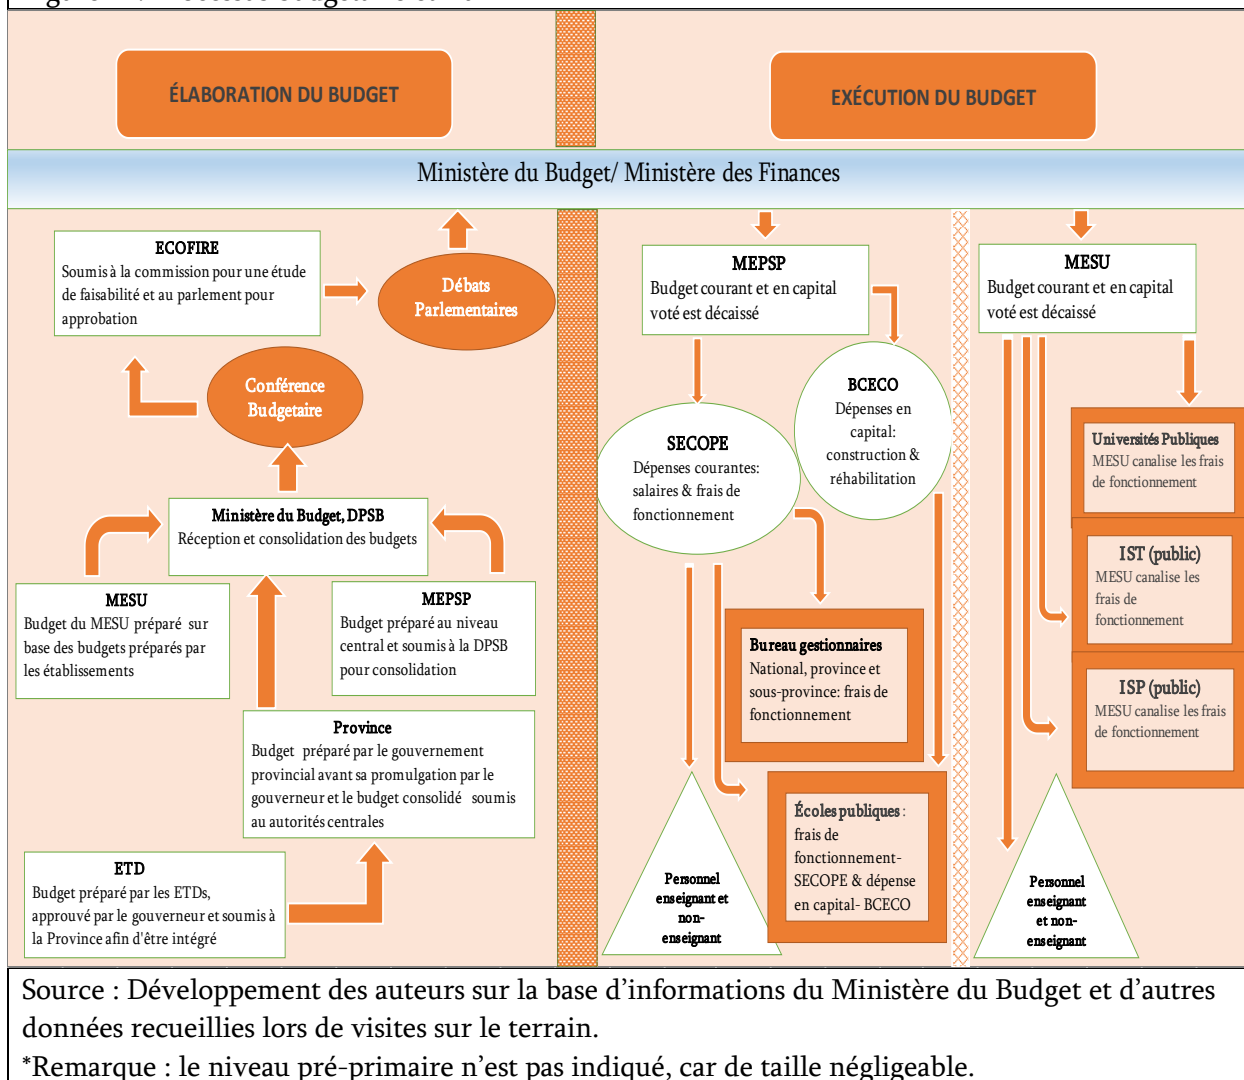 ÉLABORATION DU BUDGET
EXÉCUTION DU BUDGET
Ministère du Budget/ Ministère des Finances
ECOFIRE
Soumis à la commission pour une étude
de faisabilité et au parlement pour
approbation
Débats
Parlementaires
Conférence
Budgetaire
Ministère du Budget, DPSB
Réception et consolidation des budgets
MESU
Budget du MESU préparé sur
base des budgets préparés par
les établissements
MEPSP
Budget préparé au niveau
central et soumis à la DPSB
pour consolidation
Province
Budget préparé par le gouvernement
provincial avant sa promulgation par le
gouverneur et le budget consolidé soumis
au autorités centrales
ETD
Budget préparé par les ETDs,
approuvé par le gouverneur et soumis à
la Province afin d'être intégré
MEPSP
Budget courant et en capital
voté est décaissé
BCECO
Dépenses en
capital:
construction &
réhabilitation
SECOPE
Dépenses courantes:
salaires & frais de
fonctionnement
Bureau gestionnaires
National, province et
sous-province: frais de
fonctionnement
Écoles publiques :
frais de
fonctionnement-
SECOPE & dépense
en capital- BCECO
Personnel
enseignant et
non-
enseignant
MESU
Budget courant et en capital
voté est décaissé
Universités Publiques
MESU canalise les frais
de fonctionnement
IST (public)
MESU canalise les
frais de
fonctionnement
ISP (public)
MESU canalise les frais
de fonctionnement
Personnel
enseignant
et non-
enseignant
Source : Développement des auteurs sur la base d’informations du Ministère du Budget et d’autres
données recueillies lors de visites sur le terrain.
*Remarque : le niveau pré-primaire n’est pas indiqué, car de taille négligeable.